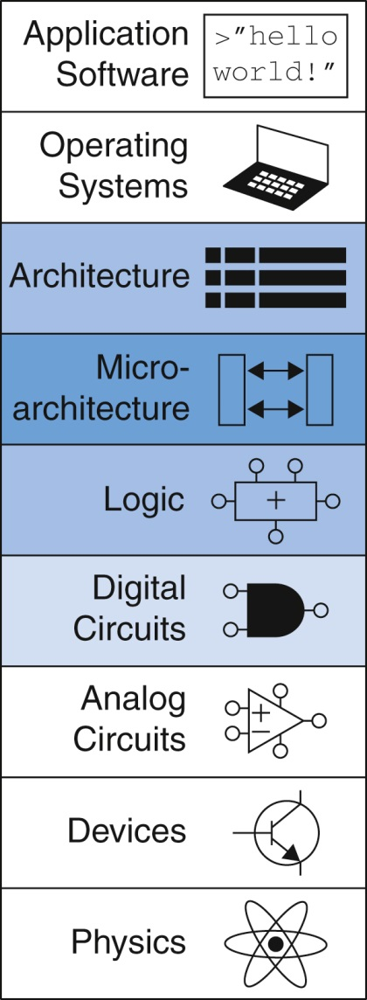 Application
Software
>"hello
world!"
Operating
Systems
Architecture
Micro-
architecture
Logic
+
Digital
Circuits
Analog
Circuits
+
−
Devices
Physics